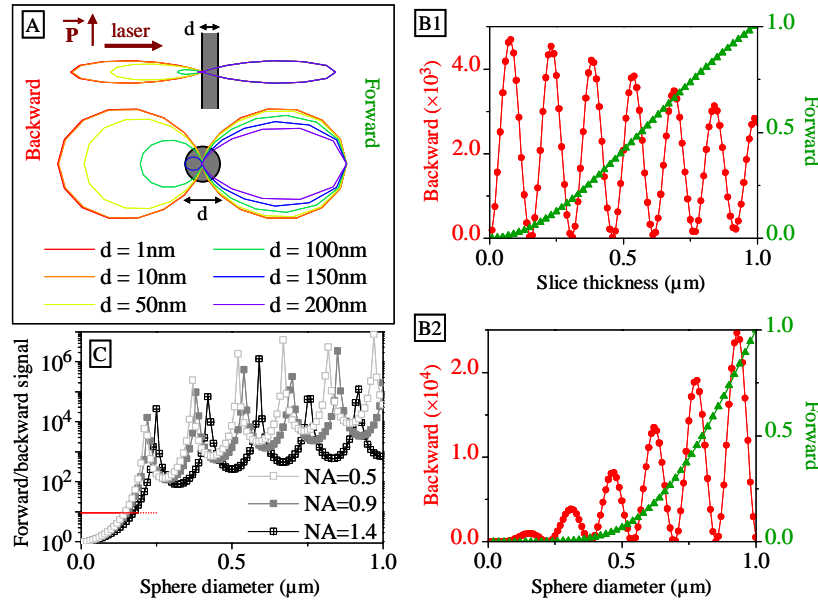 A
P
laser
d
Backward
Forward
d
d = 1nm
d = 100nm
d = 10nm
d = 150nm
d = 50nm
d = 200nm
B1
Backward (×10³)
4.0
2.0
0.0
1.0
0.5
0.0
Forward
0.0
0.5
1.0
Slice thickness (µm)
C
Forward/backward signal
10⁶
10⁴
10²
10⁰
NA=0.5
NA=0.9
NA=1.4
0.0
0.5
1.0
Sphere diameter (µm)
B2
Backward (×10⁴)
2.0
1.0
0.0
1.0
0.5
0.0
Forward
0.0
0.5
1.0
Sphere diameter (µm)